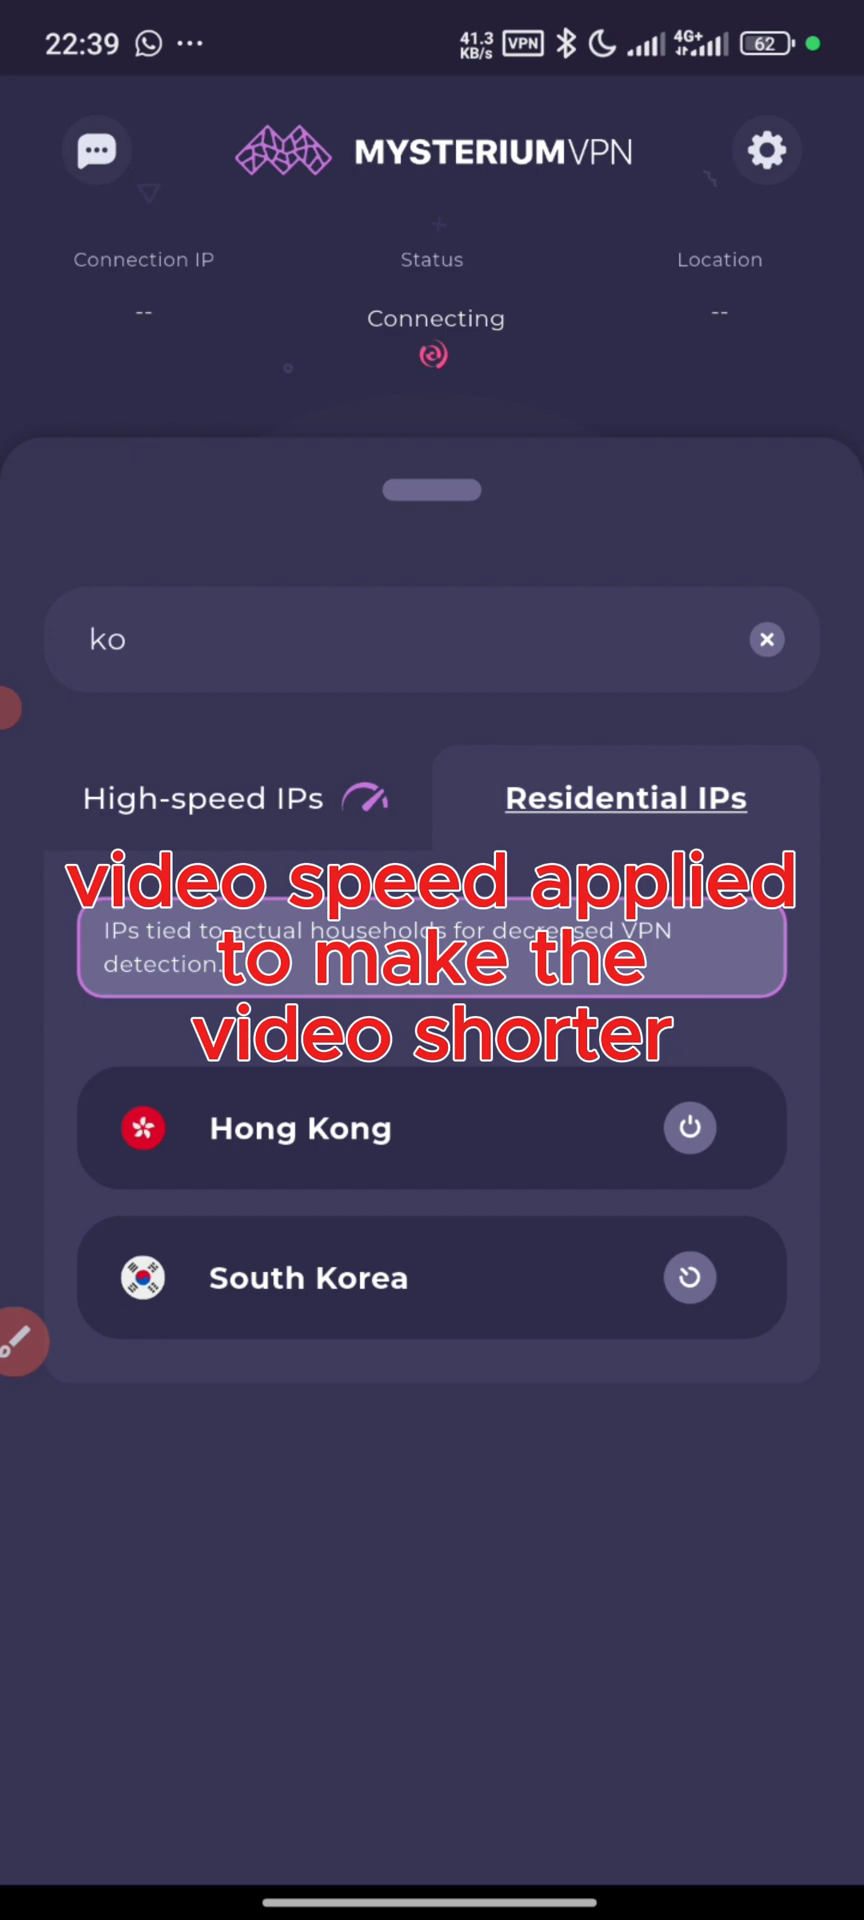 22:39 41.3 KB/s VPN 4G+ 62
MYSTERIUMVPN
Connection IP Status Location
-- Connecting --
ko
High-speed IPs Residential IPs
video speed applied
to make the
video shorter
IPs tied to actual households for decreased VPN
detection.
Hong Kong
South Korea